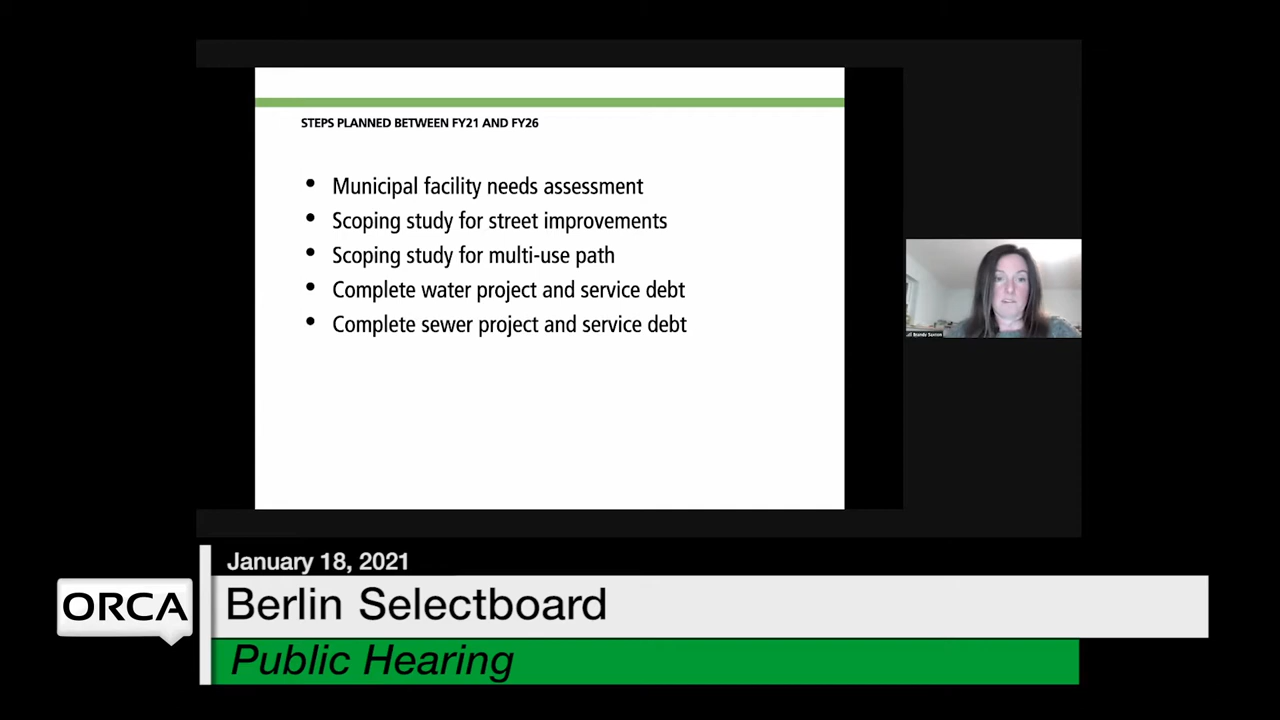 STEPS PLANNED BETWEEN FY21 AND FY26
• Municipal facility needs assessment
• Scoping study for street improvements
• Scoping study for multi-use path
• Complete water project and service debt
• Complete sewer project and service debt
Brandy Saxton
January 18, 2021
ORCA
Berlin Selectboard
Public Hearing